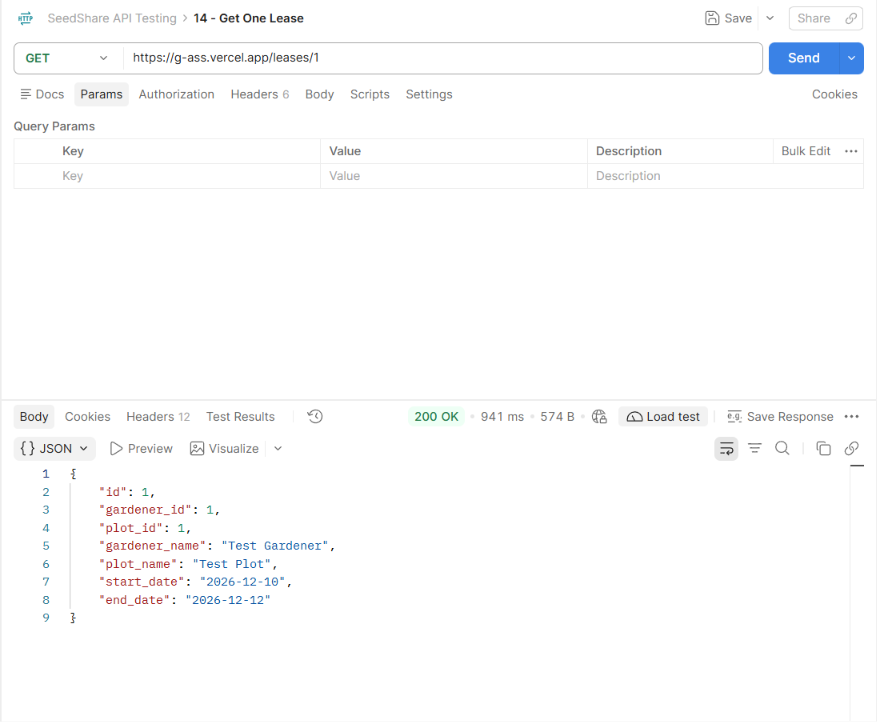 HTTP SeedShare API Testing > 14 - Get One Lease Save Share
GET https://g-ass.vercel.app/leases/1 Send
Docs Params Authorization Headers 6 Body Scripts Settings Cookies
Query Params
Key Value Description Bulk Edit ...
Key Value Description
Body Cookies Headers 12 Test Results 200 OK • 941 ms • 574 B • Load test e.g. Save Response ...
{} JSON Preview Visualize
1 {
2 "id": 1,
3 "gardener_id": 1,
4 "plot_id": 1,
5 "gardener_name": "Test Gardener",
6 "plot_name": "Test Plot",
7 "start_date": "2026-12-10",
8 "end_date": "2026-12-12"
9 }